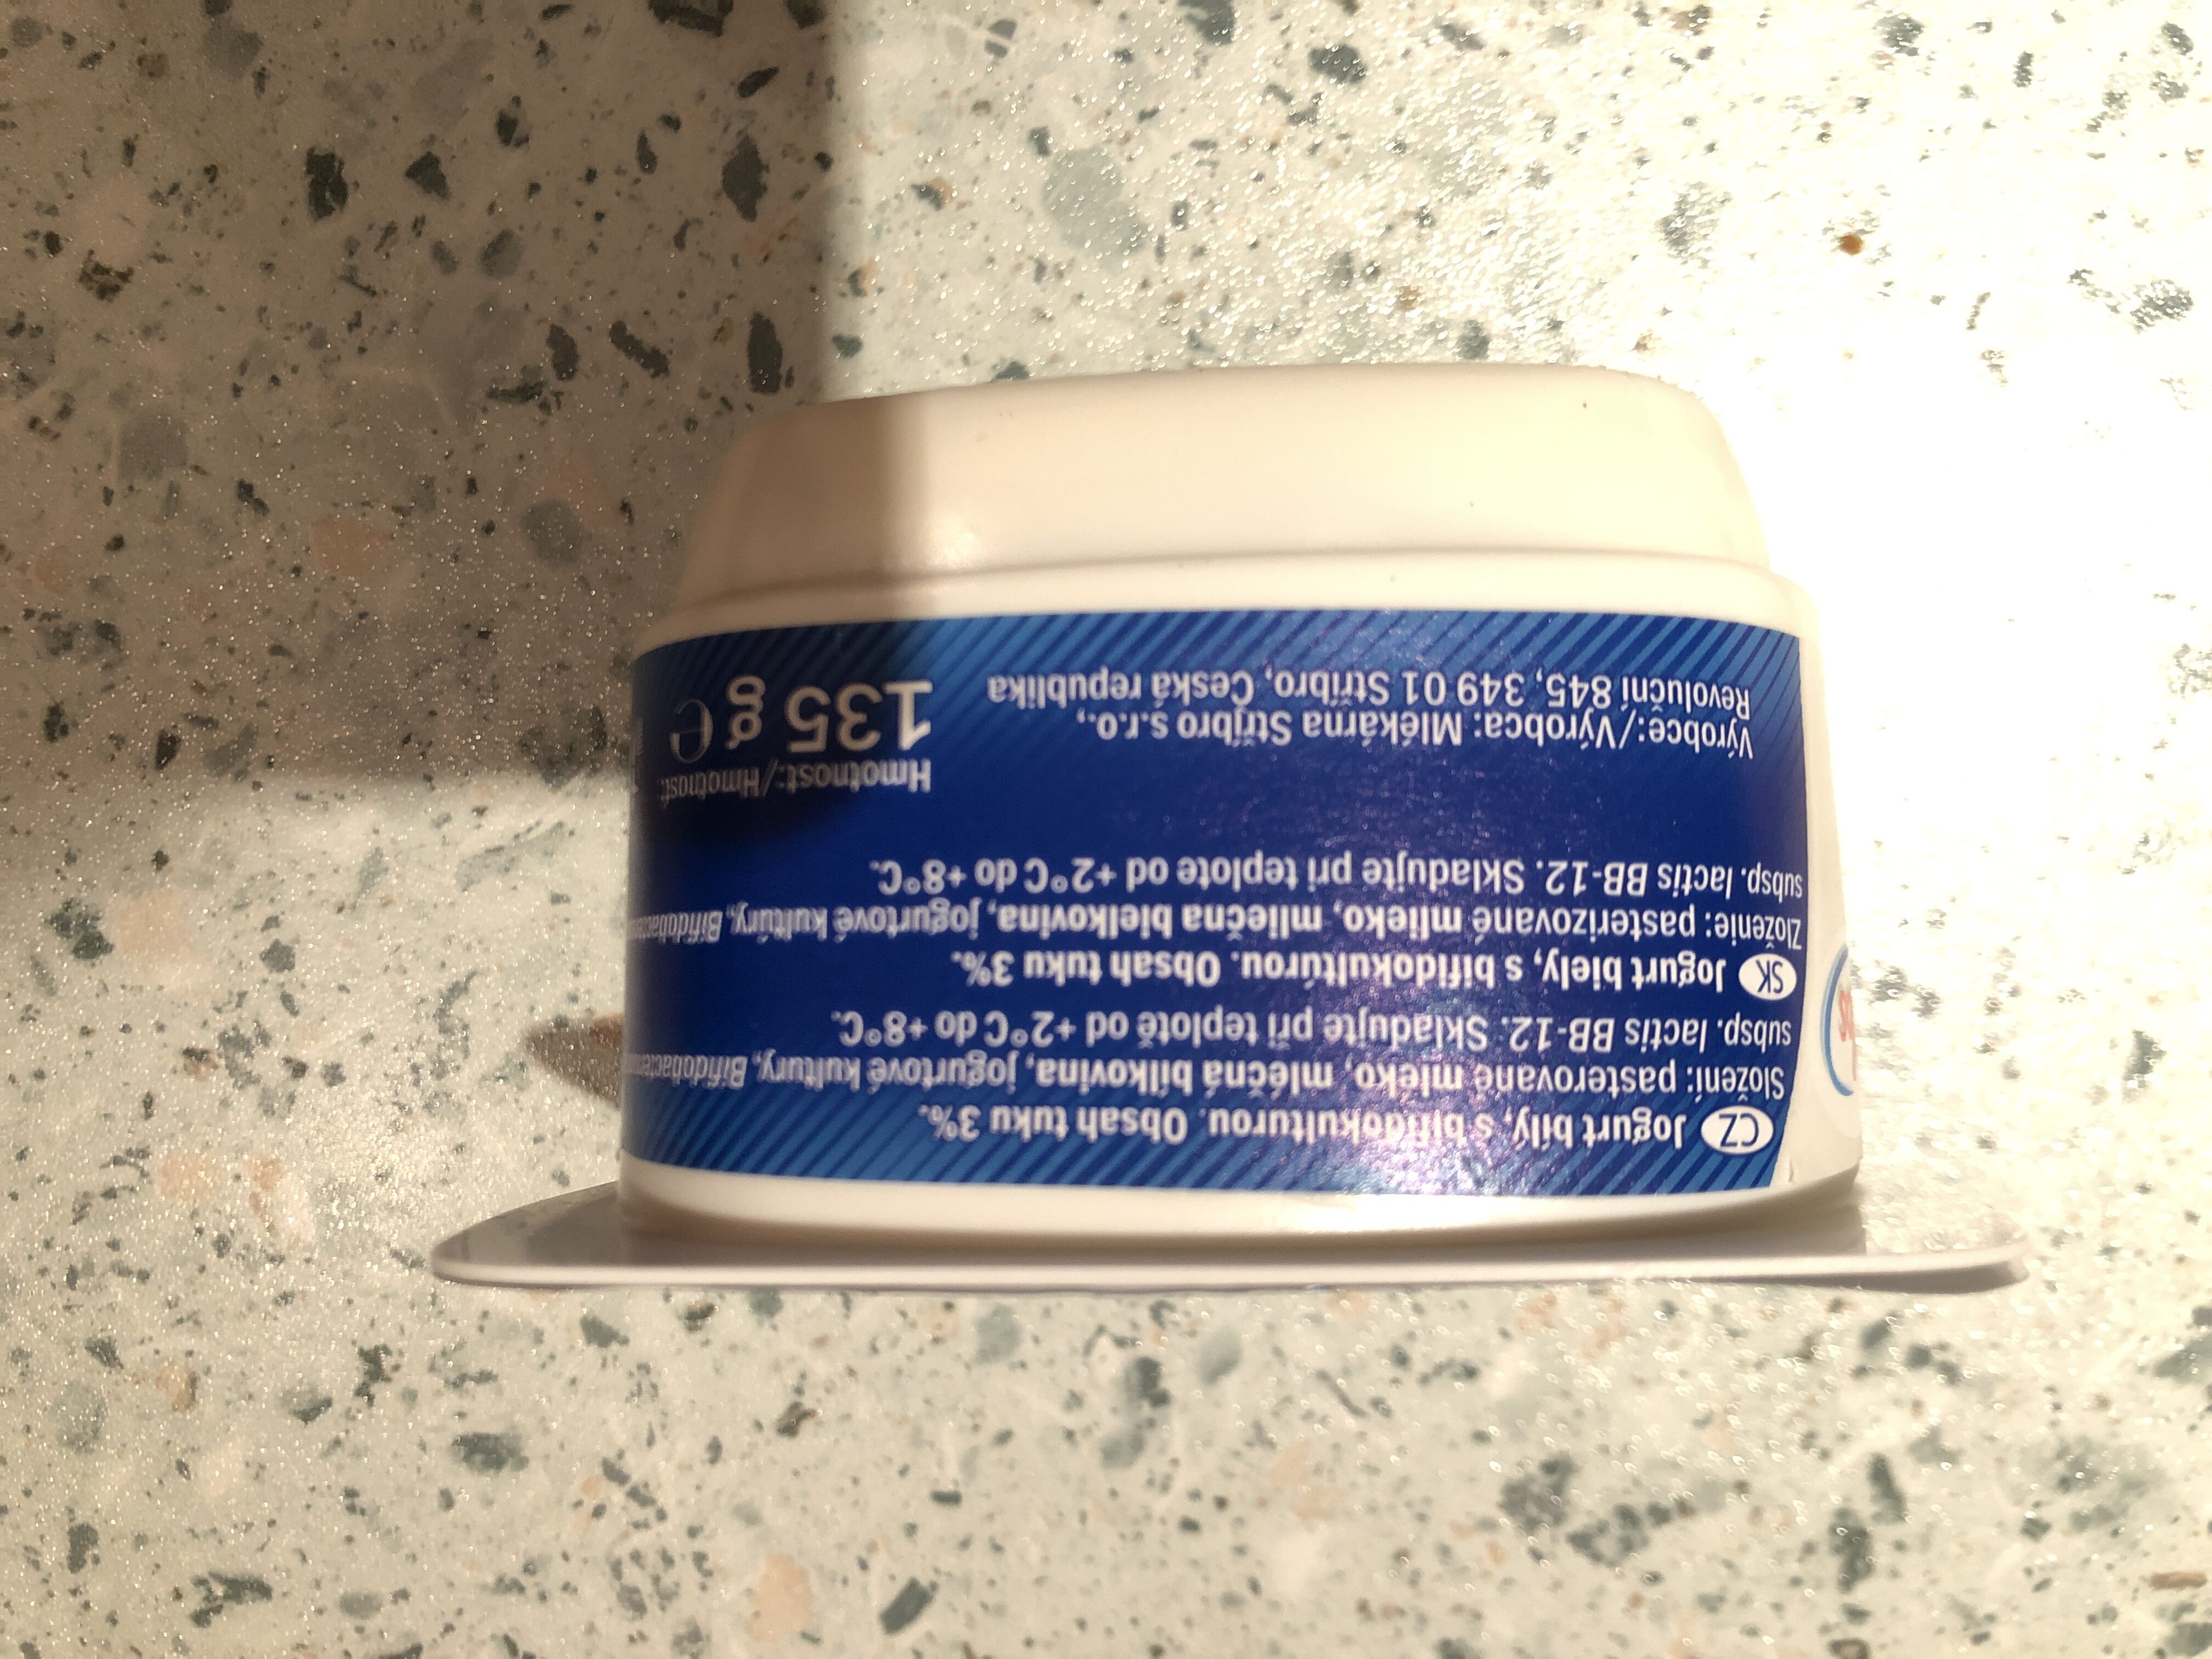 CZ Jogurt bílý, s bifidokulturou. Obsah tuku 3%.
Složení: pasterované mléko, mléčná bílkovina, jogurtové kultury,
subsp. lactis BB-12. Skladujte při teplotě od +2°C do +8°C.
SK Jogurt biely, s bifidokultúrou. Obsah tuku 3%.
Zloženie: pasterizované mlieko, mliečna bielkovina, jogurtové kultúry,
subsp. lactis BB-12. Skladujte pri teplote od +2°C do +8°C.
Hmotnost:/Hmotnosť:
Výrobce:/Výrobca: Mlékárna Stříbro s.r.o.,
Revoluční 845, 349 01 Stříbro, Česká republika
135 g ℮